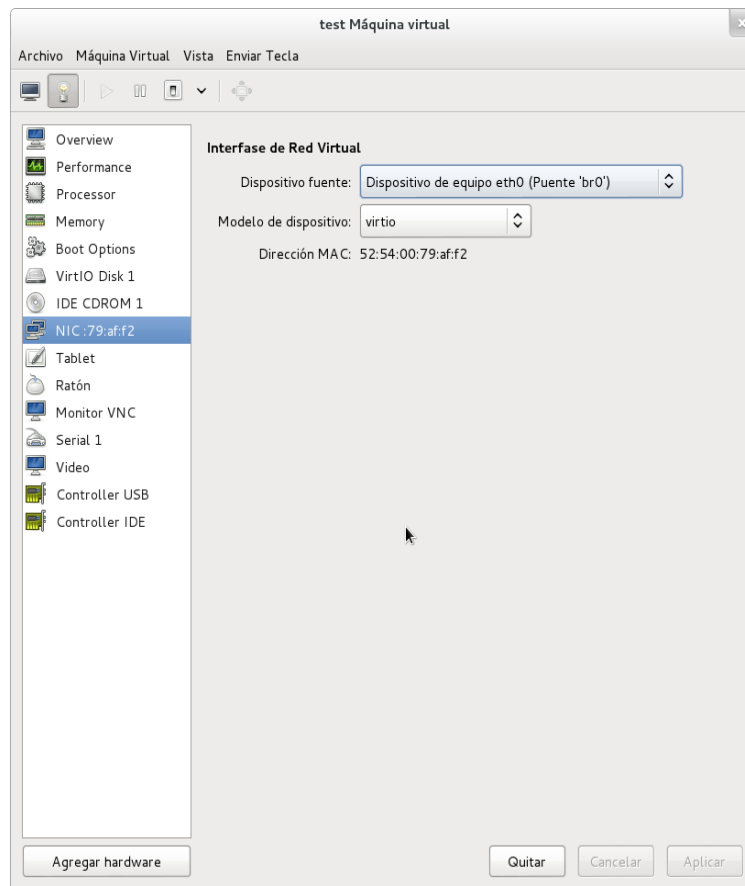 test Máquina virtual
Archivo Máquina Virtual Vista Enviar Tecla
Overview
Performance
Processor
Memory
Boot Options
VirtIO Disk 1
IDE CDROM 1
NIC :79:af:f2
Tablet
Ratón
Monitor VNC
Serial 1
Video
Controller USB
Controller IDE
Agregar hardware
Interfase de Red Virtual
Dispositivo fuente: Dispositivo de equipo eth0 (Puente 'br0')
Modelo de dispositivo: virtio
Dirección MAC: 52:54:00:79:af:f2
Quitar Cancelar Aplicar